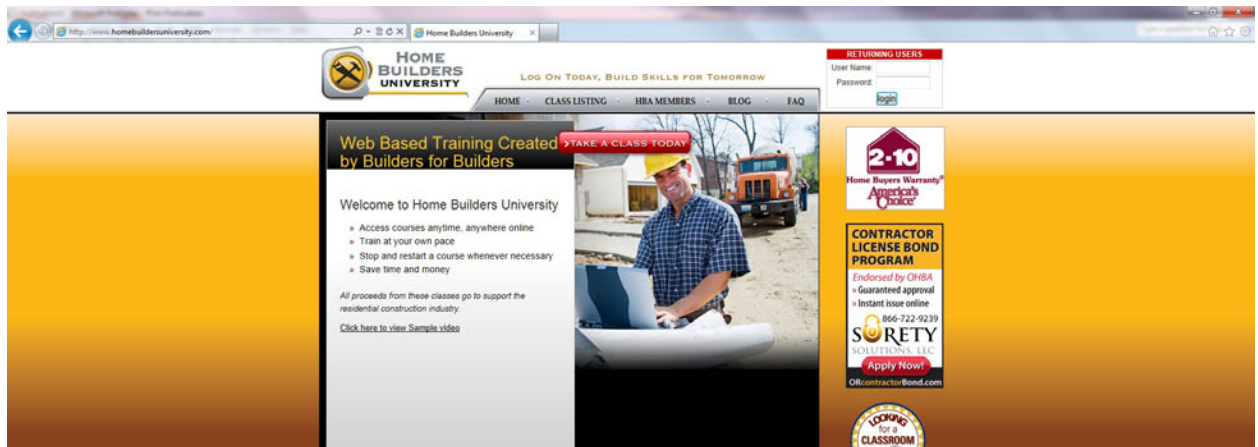 http://www.homebuildersuniversity.com/
Home Builders University
HOME
BUILDERS
UNIVERSITY
LOG ON TODAY, BUILD SKILLS FOR TOMORROW
HOME
CLASS LISTING
HBA MEMBERS
BLOG
FAQ
RETURNING USERS
User Name:
Password:
login
Web Based Training Created
by Builders for Builders
TAKE A CLASS TODAY
Welcome to Home Builders University
» Access courses anytime, anywhere online
» Train at your own pace
» Stop and restart a course whenever necessary
» Save time and money
All proceeds from these classes go to support the
residential construction industry.
Click here to view Sample video
2-10
Home Buyers Warranty®
America's
Choice®
CONTRACTOR
LICENSE BOND
PROGRAM
Endorsed by OHBA
» Guaranteed approval
» Instant issue online
866-722-9239
SURETY
SOLUTIONS, LLC
Apply Now!
ORcontractorBond.com
LOOKING
for a
CLASSROOM